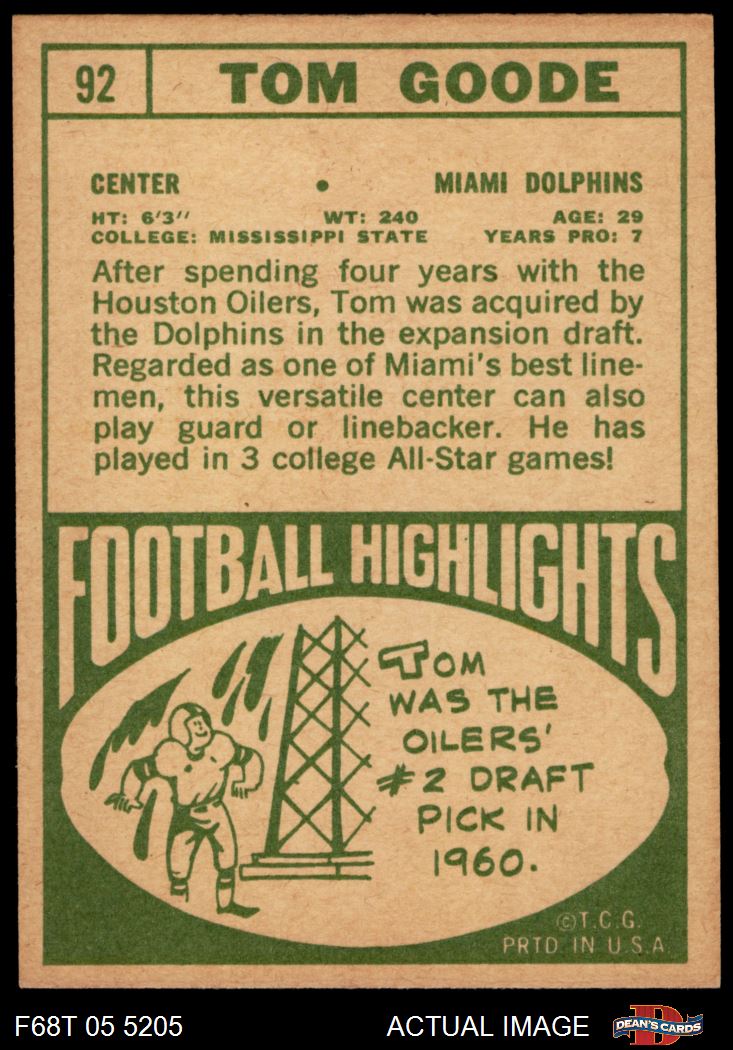 92 TOM GOODE
CENTER • MIAMI DOLPHINS
HT: 6'3" WT: 240 AGE: 29
COLLEGE: MISSISSIPPI STATE YEARS PRO: 7
After spending four years with the
Houston Oilers, Tom was acquired by
the Dolphins in the expansion draft.
Regarded as one of Miami's best line-
men, this versatile center can also
play guard or linebacker. He has
played in 3 college All-Star games!
FOOTBALL HIGHLIGHTS
TOM
WAS THE
OILERS'
#2 DRAFT
PICK IN
1960.
©T.C.G.
PRTD. IN U.S.A.
F68T 05 5205 ACTUAL IMAGE D DEAN'S CARDS